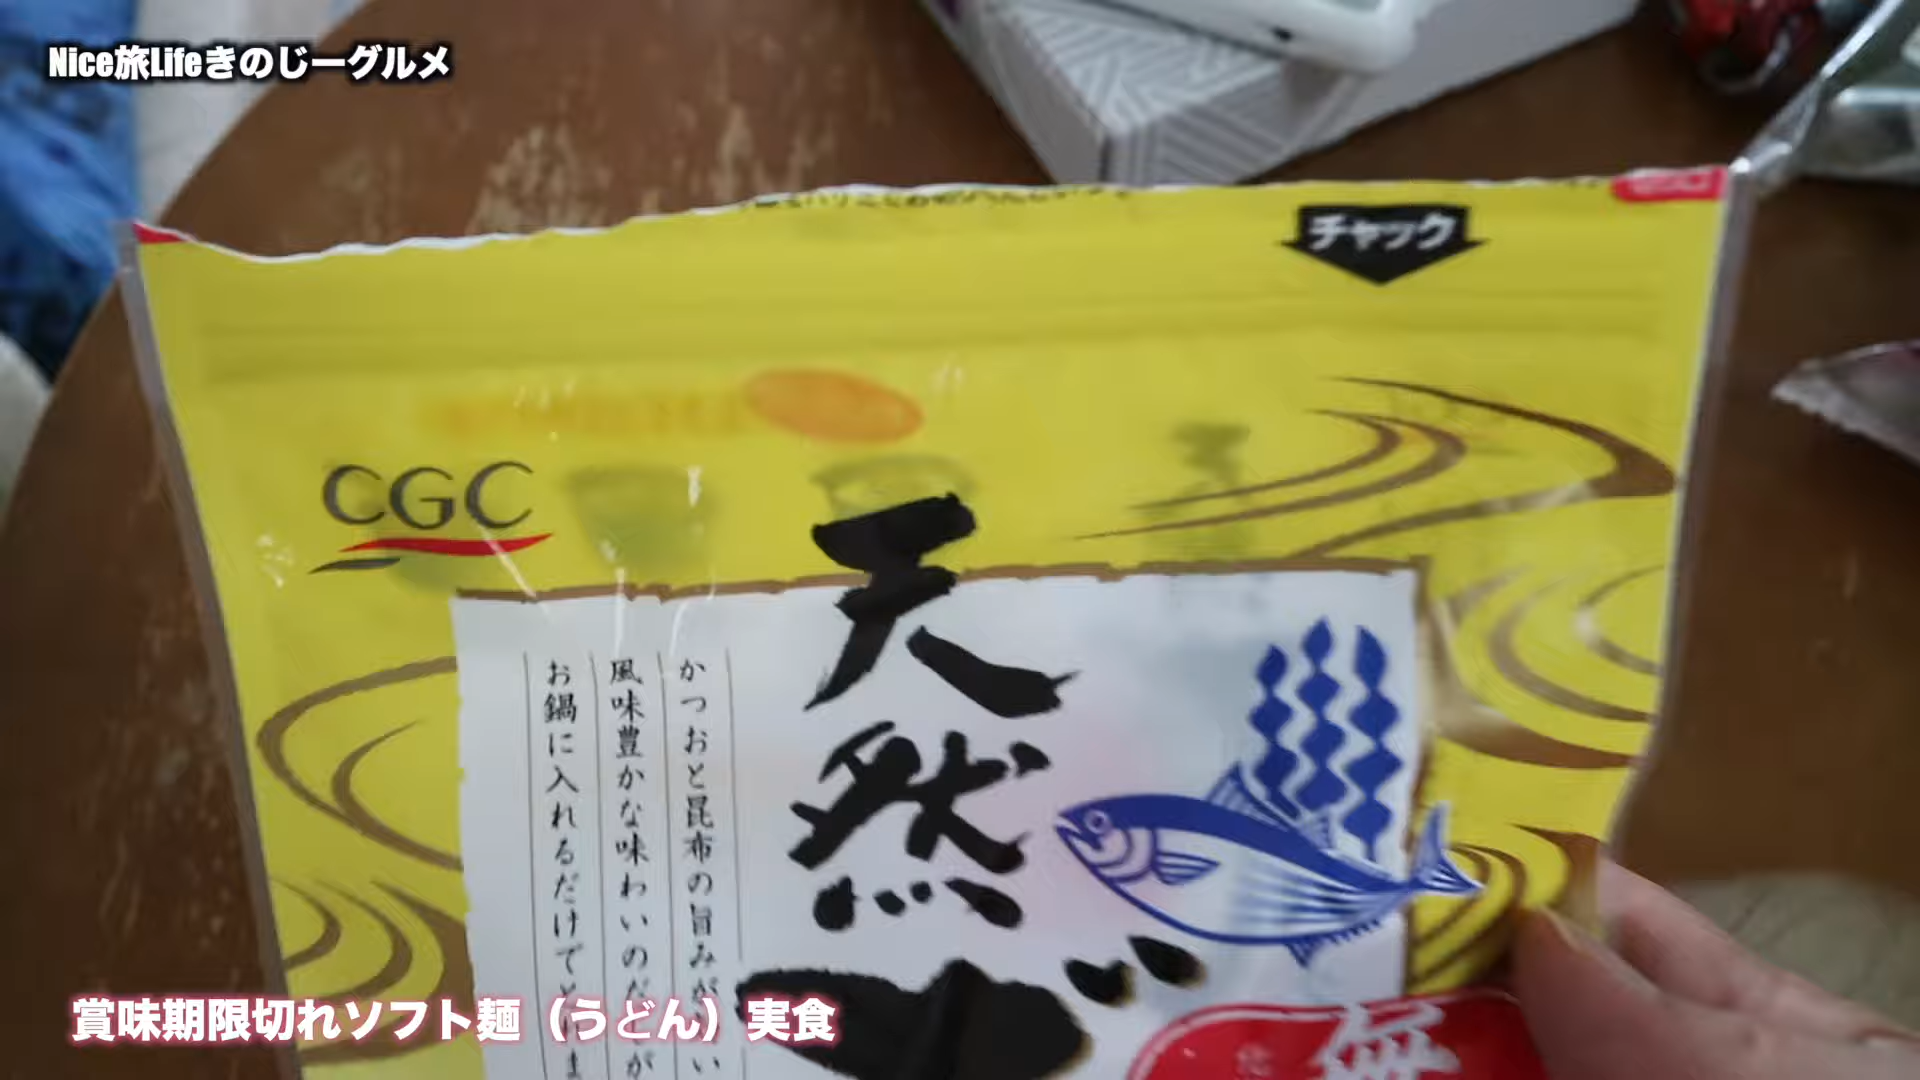 Nice旅Lifeきのじーグルメ
チャック
CGC
天然だ
かつおと昆布の旨みが
風味豊かな味わいのだ
お鍋に入れるだけで
無
賞味期限切れソフト麺（うどん）実食